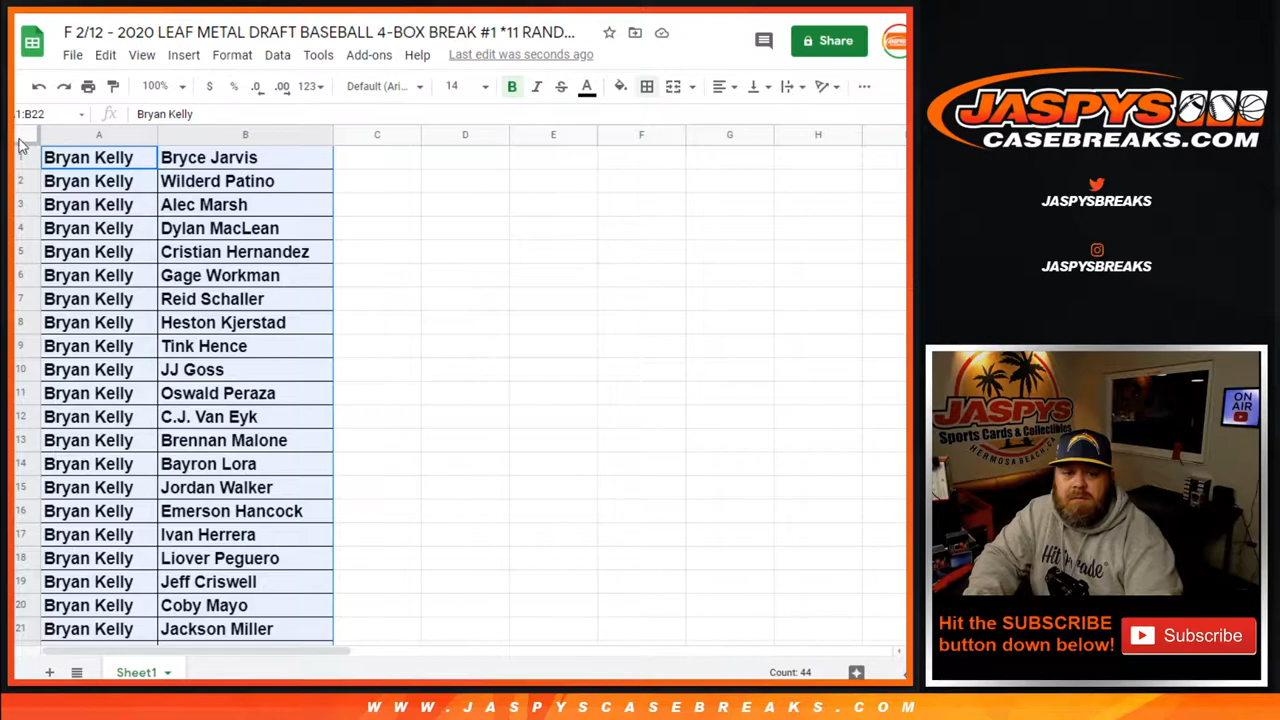 F 2/12 - 2020 LEAF METAL DRAFT BASEBALL 4-BOX BREAK #1 *11 RAND...
Share
File Edit View Insert Format Data Tools Add-ons Help Last edit was seconds ago
100% $ % .0 .00 123 Default (Ari... 14 B I S A
1:B22 fx Bryan Kelly
A B C D E F G H
1 Bryan Kelly Bryce Jarvis
2 Bryan Kelly Wilderd Patino
3 Bryan Kelly Alec Marsh
4 Bryan Kelly Dylan MacLean
5 Bryan Kelly Cristian Hernandez
6 Bryan Kelly Gage Workman
7 Bryan Kelly Reid Schaller
8 Bryan Kelly Heston Kjerstad
9 Bryan Kelly Tink Hence
10 Bryan Kelly JJ Goss
11 Bryan Kelly Oswald Peraza
12 Bryan Kelly C.J. Van Eyk
13 Bryan Kelly Brennan Malone
14 Bryan Kelly Bayron Lora
15 Bryan Kelly Jordan Walker
16 Bryan Kelly Emerson Hancock
17 Bryan Kelly Ivan Herrera
18 Bryan Kelly Liover Peguero
19 Bryan Kelly Jeff Criswell
20 Bryan Kelly Coby Mayo
21 Bryan Kelly Jackson Miller
Sheet1
Count: 44
JASPYS
CASEBREAKS.COM
JASPYSBREAKS
JASPYSBREAKS
JASPYS
Sports Cards & Collectibles
HERMOSA BEACH, CA
ON
AIR
Hit the SUBSCRIBE
button down below!
Subscribe
WWW.JASPYSCASEBREAKS.COM